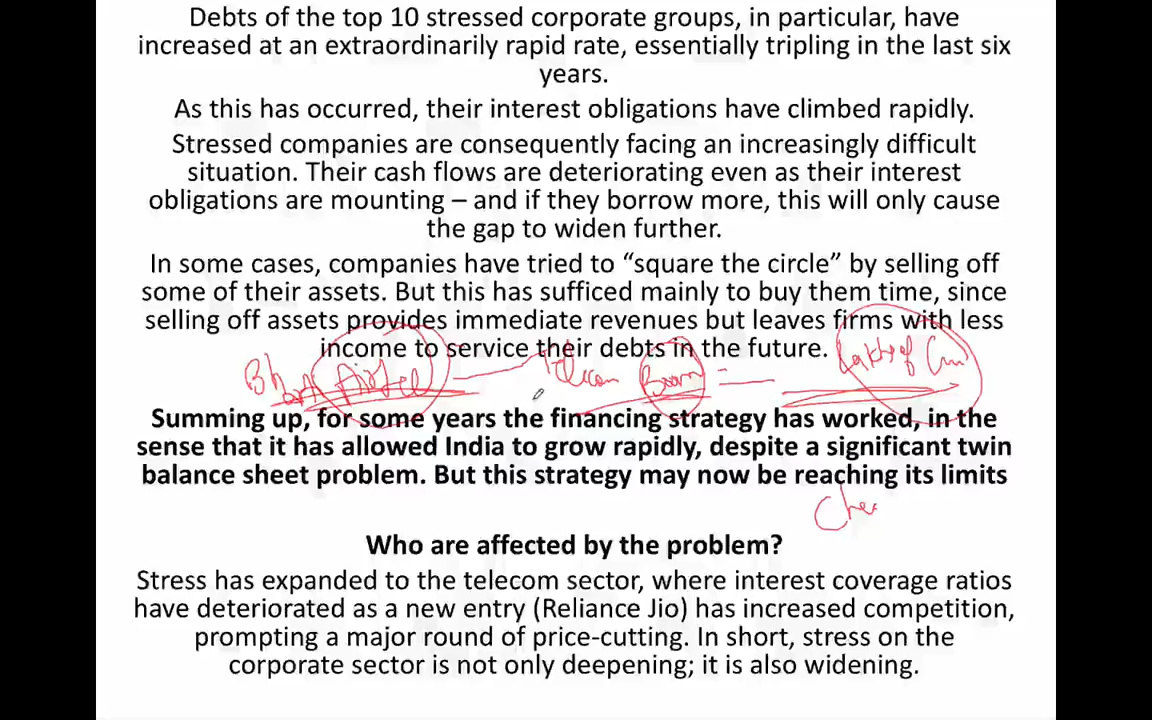 Debts of the top 10 stressed corporate groups, in particular, have
increased at an extraordinarily rapid rate, essentially tripling in the last six
years.
As this has occurred, their interest obligations have climbed rapidly.
Stressed companies are consequently facing an increasingly difficult
situation. Their cash flows are deteriorating even as their interest
obligations are mounting – and if they borrow more, this will only cause
the gap to widen further.
In some cases, companies have tried to “square the circle” by selling off
some of their assets. But this has sufficed mainly to buy them time, since
selling off assets provides immediate revenues but leaves firms with less
income to service their debts in the future.
Bharti Airtel Telecom Boom Lakhs of
Summing up, for some years the financing strategy has worked, in the
sense that it has allowed India to grow rapidly, despite a significant twin
balance sheet problem. But this strategy may now be reaching its limits
Che
Who are affected by the problem?
Stress has expanded to the telecom sector, where interest coverage ratios
have deteriorated as a new entry (Reliance Jio) has increased competition,
prompting a major round of price-cutting. In short, stress on the
corporate sector is not only deepening; it is also widening.